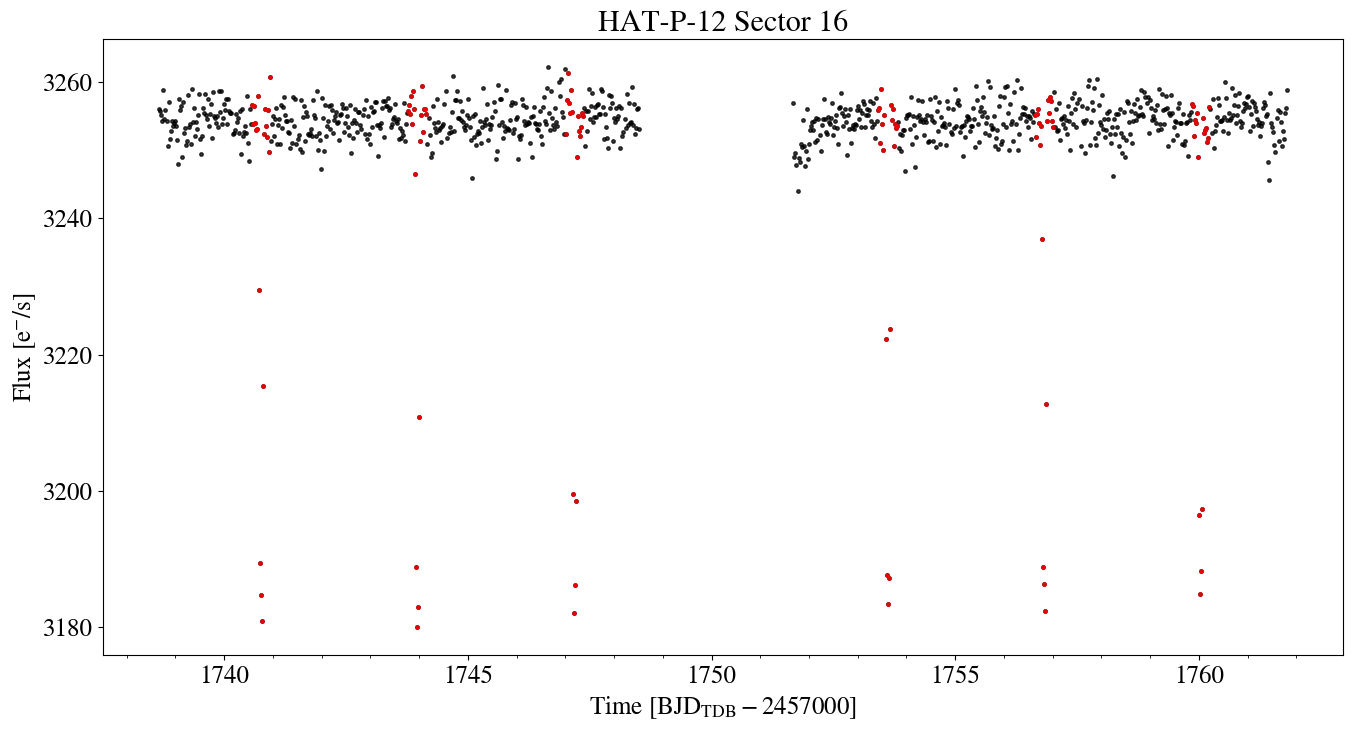 HAT-P-12 Sector 16
Flux [e⁻/s]
3260
3240
3220
3200
3180
1740 1745 1750 1755 1760
Time [BJD_TDB − 2457000]